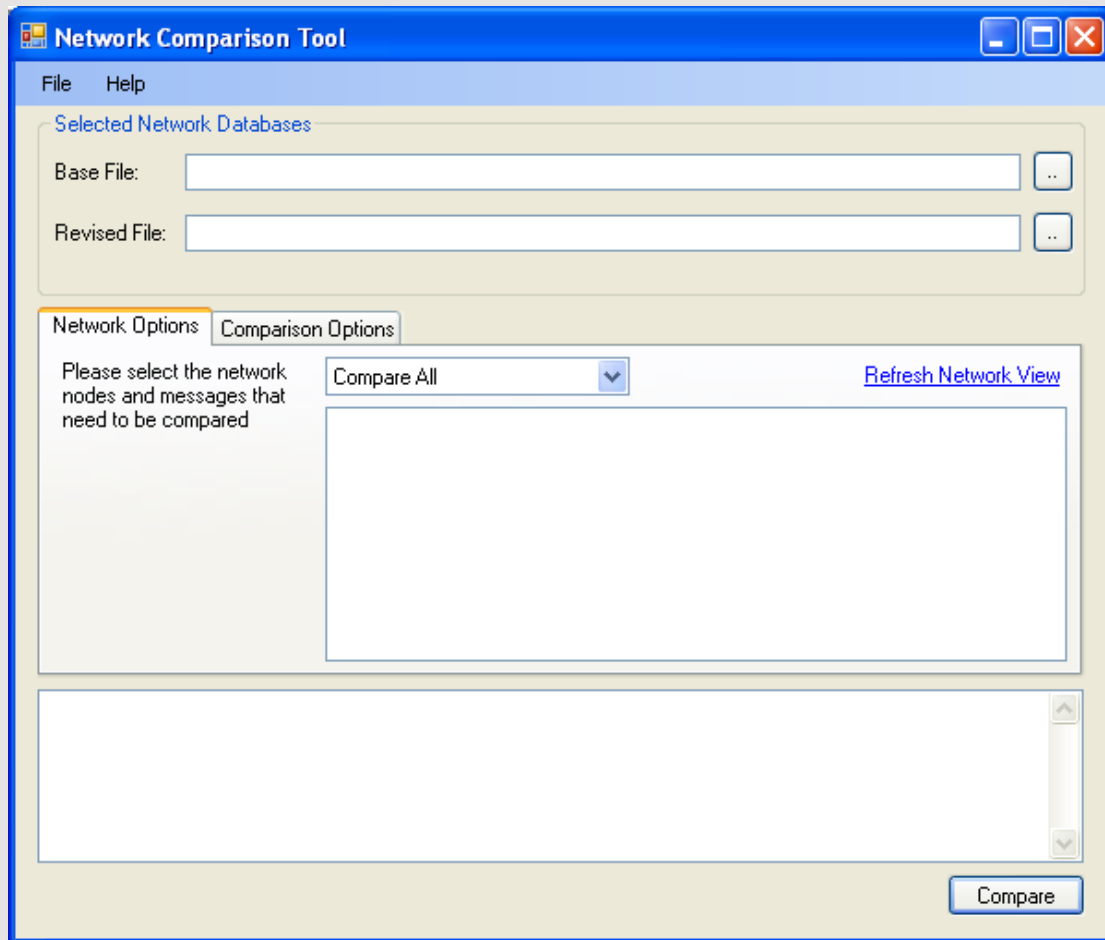 Network Comparison Tool
File Help
Selected Network Databases
Base File:
..
Revised File:
..
Network Options Comparison Options
Please select the network
nodes and messages that
need to be compared
Compare All
Refresh Network View
Compare